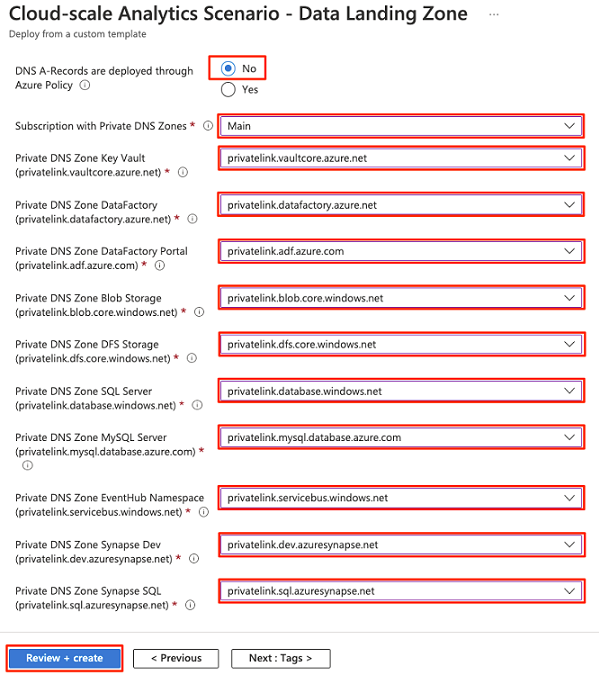 Cloud-scale Analytics Scenario - Data Landing Zone ...
Deploy from a custom template
DNS A-Records are deployed through
Azure Policy
No
Yes
Subscription with Private DNS Zones *
Main
Private DNS Zone Key Vault
(privatelink.vaultcore.azure.net) *
privatelink.vaultcore.azure.net
Private DNS Zone DataFactory
(privatelink.datafactory.azure.net) *
privatelink.datafactory.azure.net
Private DNS Zone DataFactory Portal
(privatelink.adf.azure.com) *
privatelink.adf.azure.com
Private DNS Zone Blob Storage
(privatelink.blob.core.windows.net) *
privatelink.blob.core.windows.net
Private DNS Zone DFS Storage
(privatelink.dfs.core.windows.net) *
privatelink.dfs.core.windows.net
Private DNS Zone SQL Server
(privatelink.database.windows.net) *
privatelink.database.windows.net
Private DNS Zone MySQL Server
(privatelink.mysql.database.azure.com) *
privatelink.mysql.database.azure.com
Private DNS Zone EventHub Namespace
(privatelink.servicebus.windows.net) *
privatelink.servicebus.windows.net
Private DNS Zone Synapse Dev
(privatelink.dev.azuresynapse.net) *
privatelink.dev.azuresynapse.net
Private DNS Zone Synapse SQL
(privatelink.sql.azuresynapse.net) *
privatelink.sql.azuresynapse.net
Review + create
< Previous
Next : Tags >